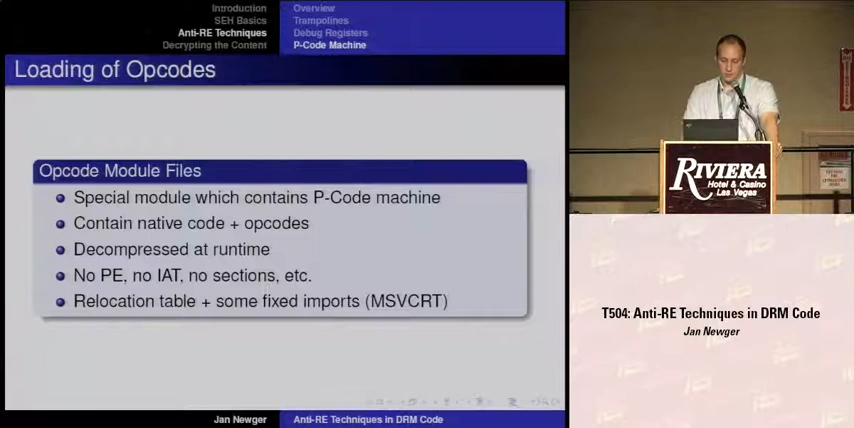 Introduction
SEH Basics
Anti-RE Techniques
Decrypting the Content
Overview
Trampolines
Debug Registers
P-Code Machine
Loading of Opcodes
Opcode Module Files
Special module which contains P-Code machine
Contain native code + opcodes
Decompressed at runtime
No PE, no IAT, no sections, etc.
Relocation table + some fixed imports (MSVCRT)
Jan Newger
Anti-RE Techniques in DRM Code
RIVIERA
Hotel & Casino
Las Vegas
T504: Anti-RE Techniques in DRM Code
Jan Newger